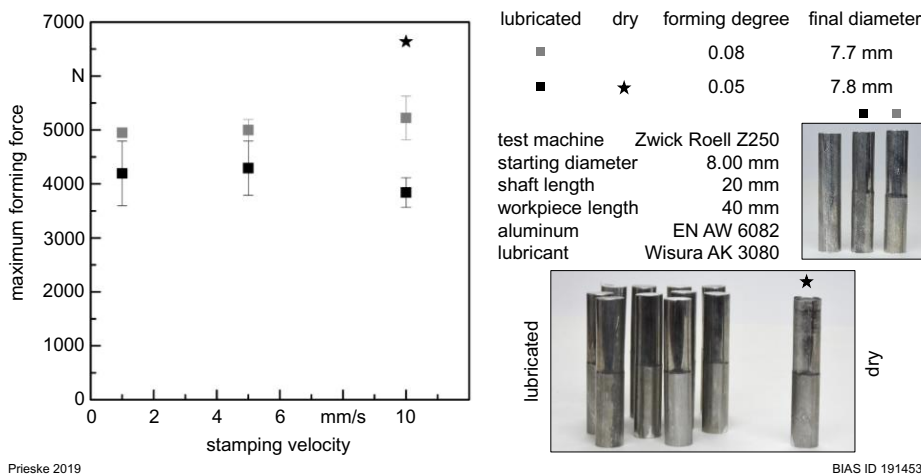 7000
N
5000
4000
3000
2000
1000
0
0 2 4 6 mm/s 10
maximum forming force
stamping velocity
lubricated dry forming degree final diameter
0.08 7.7 mm
0.05 7.8 mm
test machine Zwick Roell Z250
starting diameter 8.00 mm
shaft length 20 mm
workpiece length 40 mm
aluminum EN AW 6082
lubricant Wisura AK 3080
lubricated
dry
Prieske 2019
BIAS ID 191453